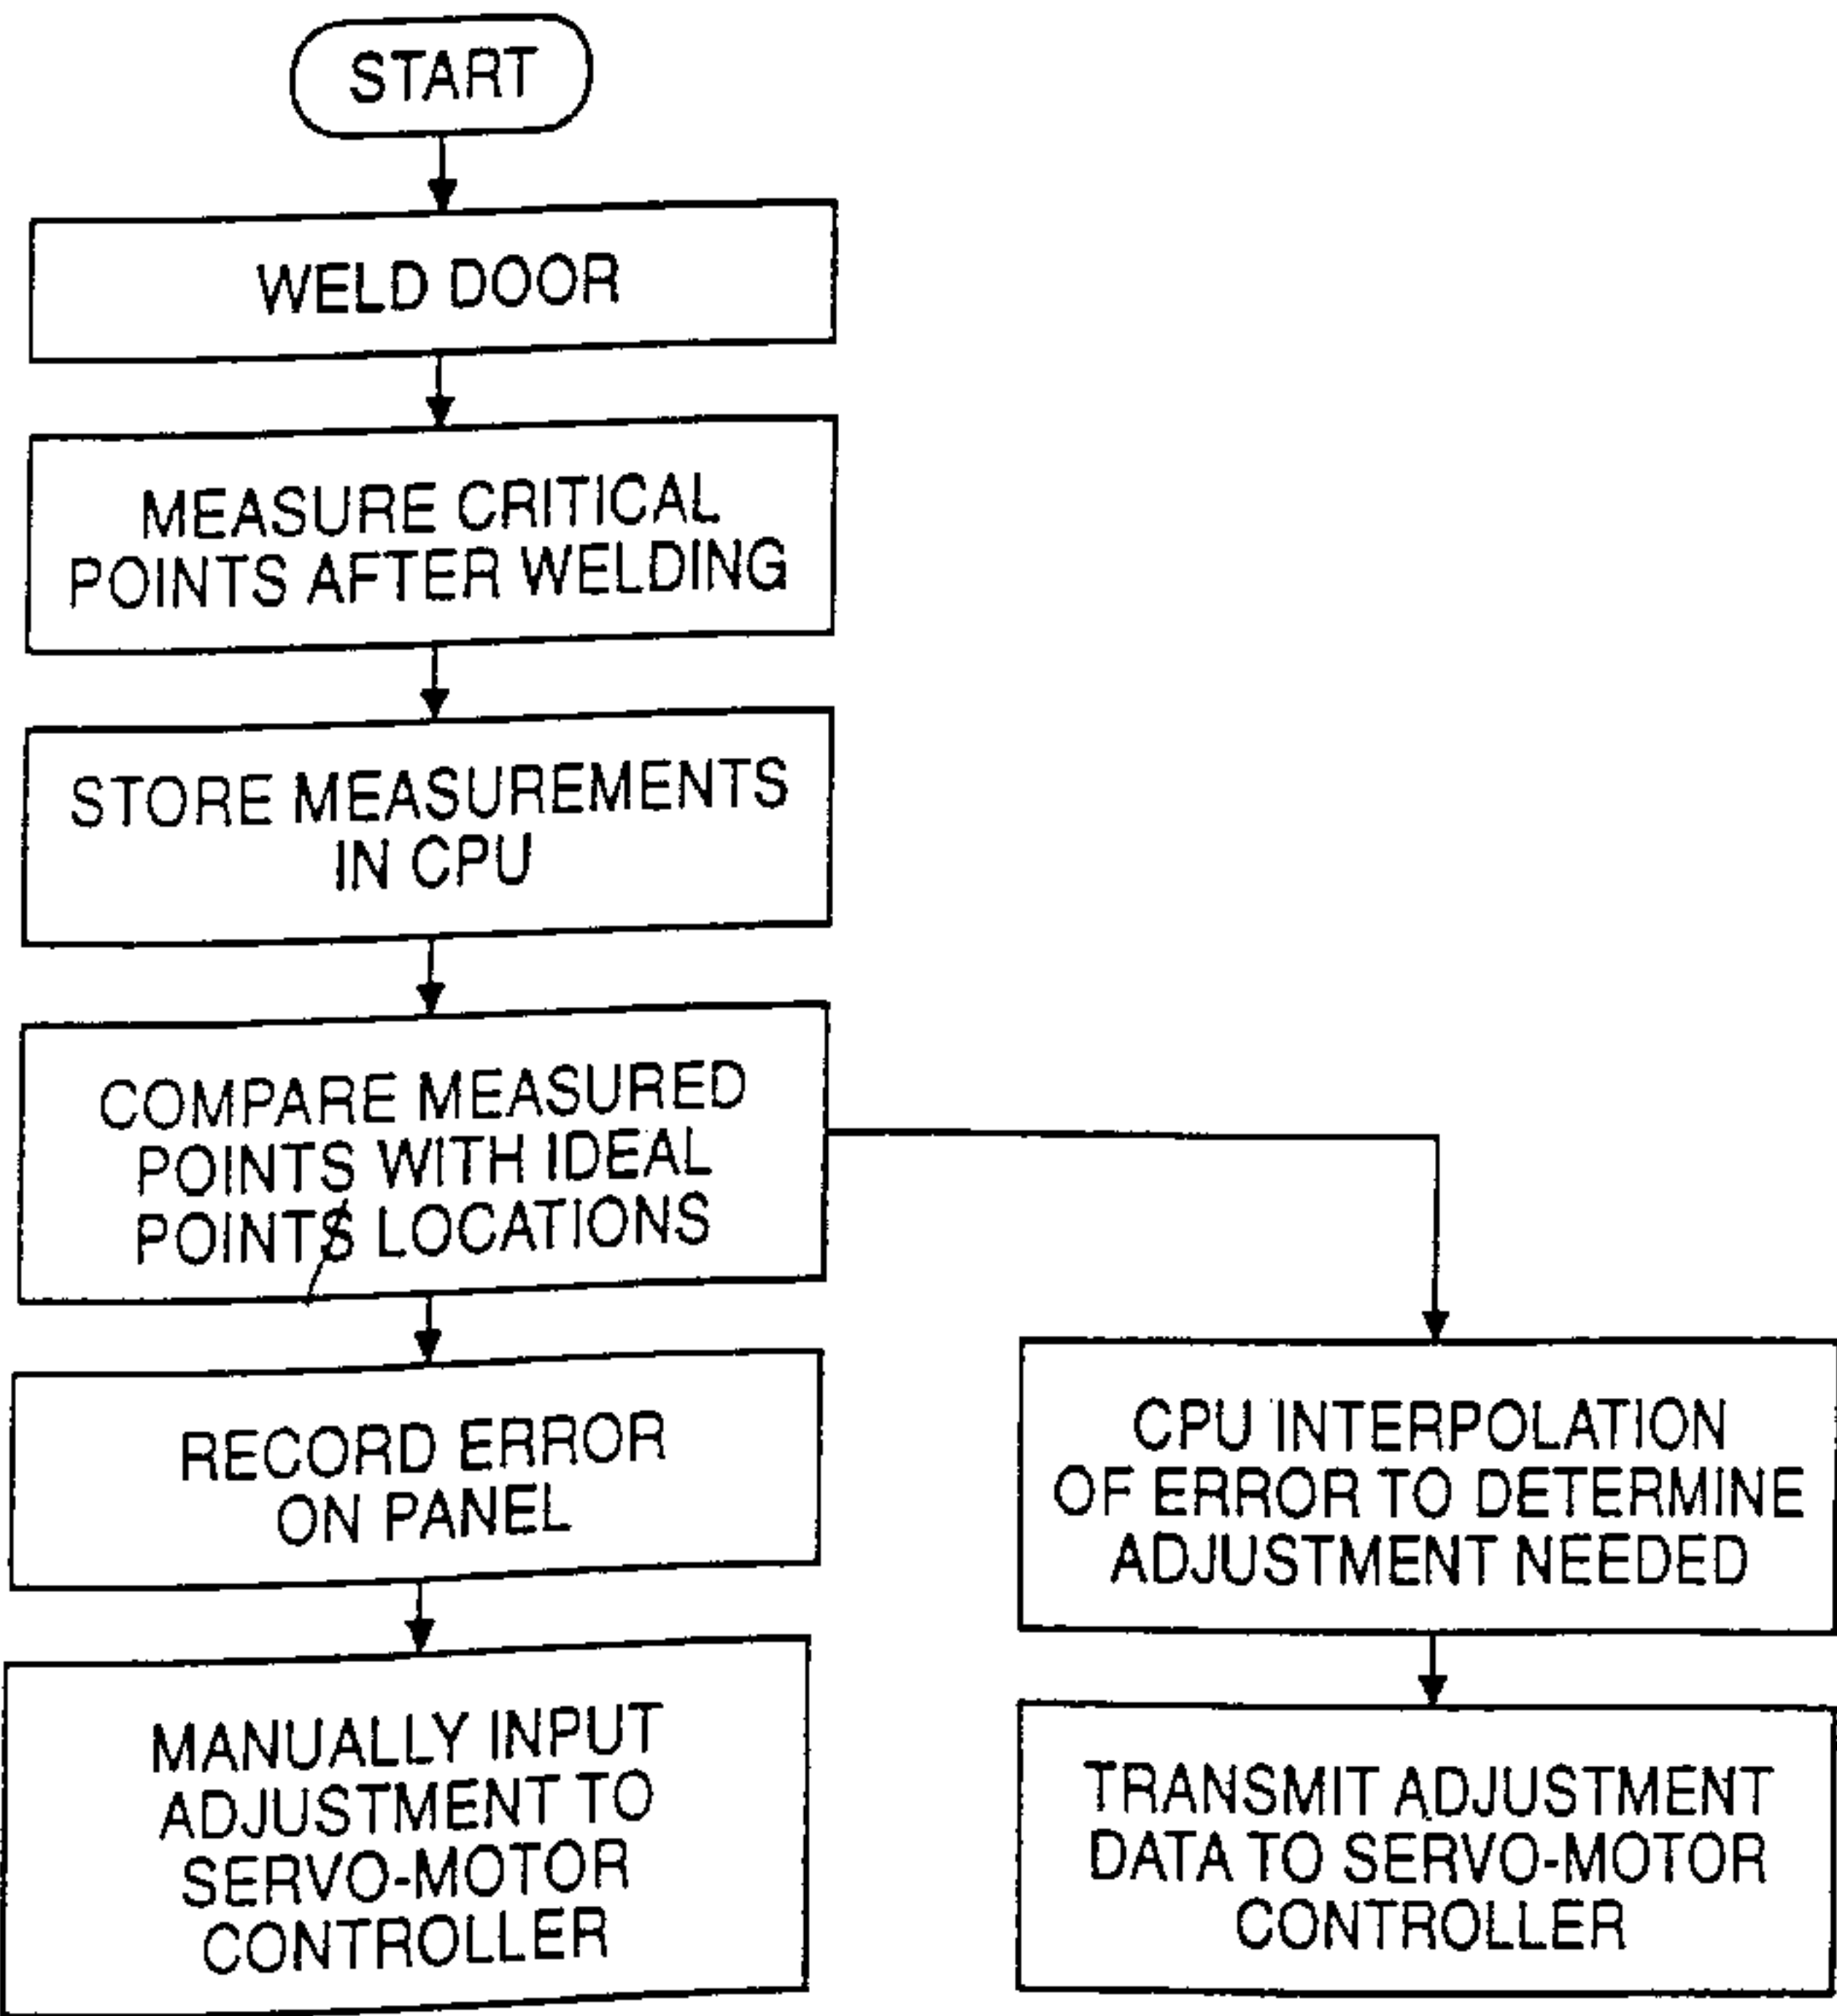 START
WELD DOOR
MEASURE CRITICAL
POINTS AFTER WELDING
STORE MEASUREMENTS
IN CPU
COMPARE MEASURED
POINTS WITH IDEAL
POINTS LOCATIONS
RECORD ERROR
ON PANEL
MANUALLY INPUT
ADJUSTMENT TO
SERVO-MOTOR
CONTROLLER
CPU INTERPOLATION
OF ERROR TO DETERMINE
ADJUSTMENT NEEDED
TRANSMIT ADJUSTMENT
DATA TO SERVO-MOTOR
CONTROLLER